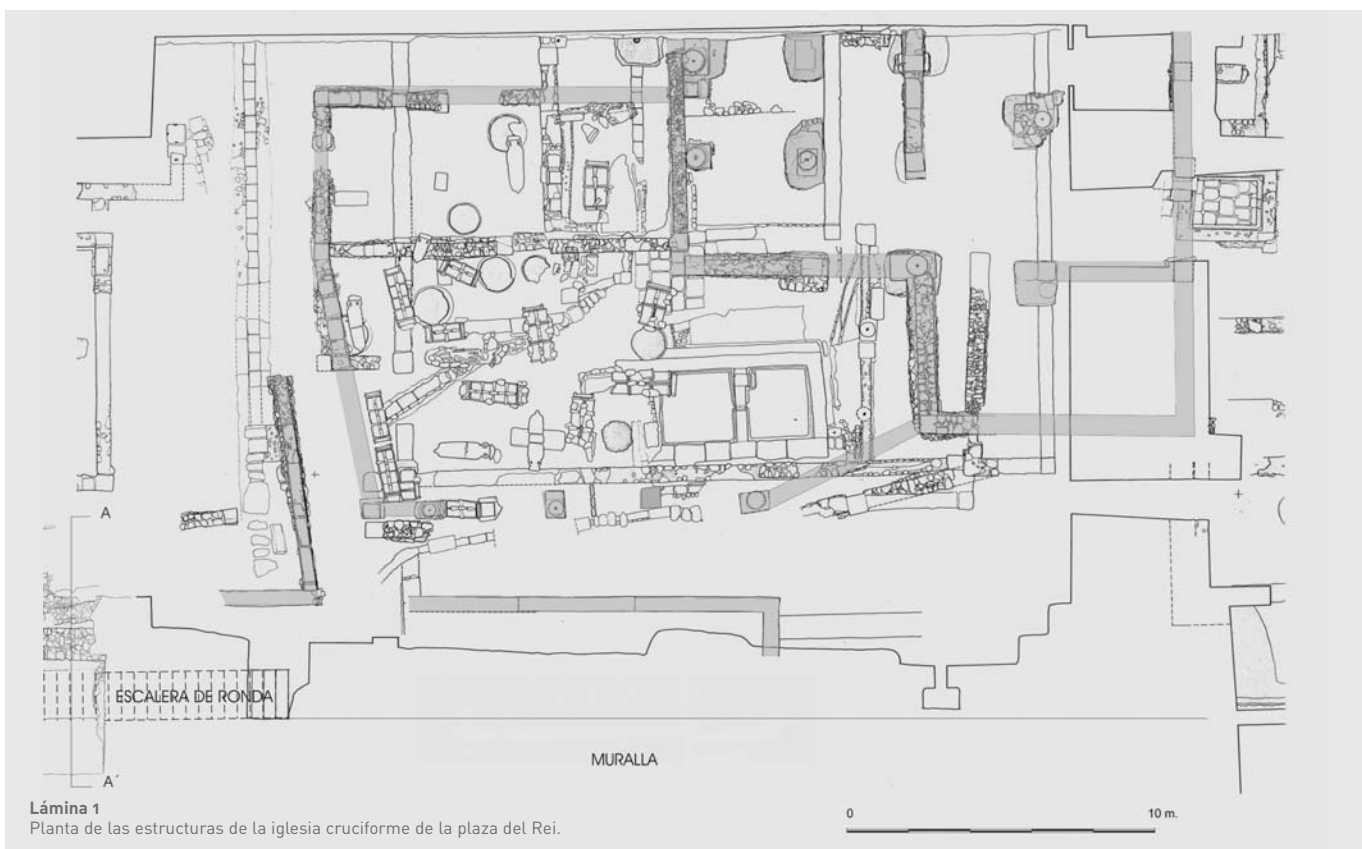 A
ESCALERA DE RONDA
MURALLA
A´
Lámina 1
Planta de las estructuras de la iglesia cruciforme de la plaza del Rei.
0 10 m.